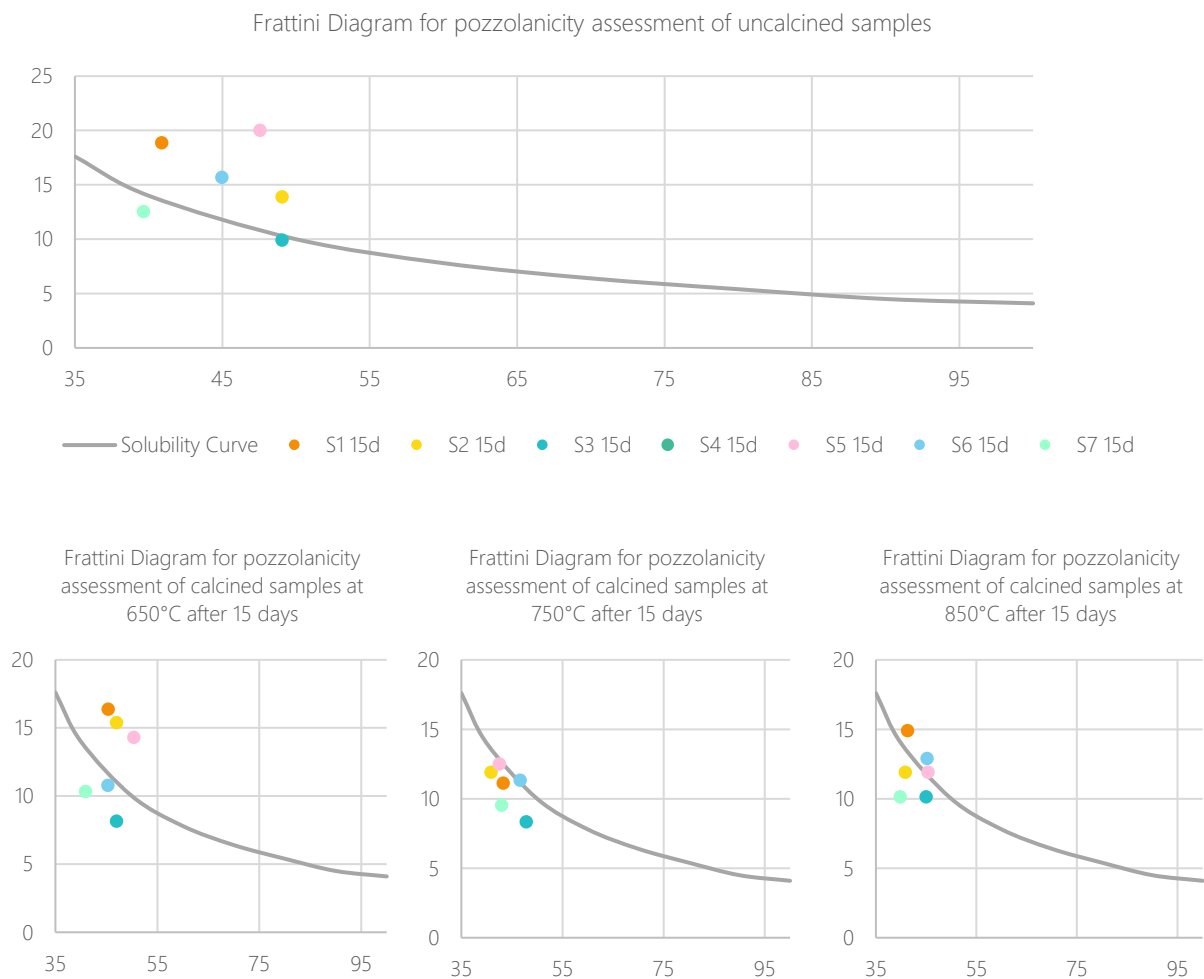 Frattini Diagram for pozzolanicity assessment of uncalcined samples
25
20
15
10
5
0
35 45 55 65 75 85 95
Solubility Curve S1 15d S2 15d S3 15d S4 15d S5 15d S6 15d S7 15d
Frattini Diagram for pozzolanicity
assessment of calcined samples at
650°C after 15 days
20
15
10
5
0
35 55 75 95
Frattini Diagram for pozzolanicity
assessment of calcined samples at
750°C after 15 days
20
15
10
5
0
35 55 75 95
Frattini Diagram for pozzolanicity
assessment of calcined samples at
850°C after 15 days
20
15
10
5
0
35 55 75 95